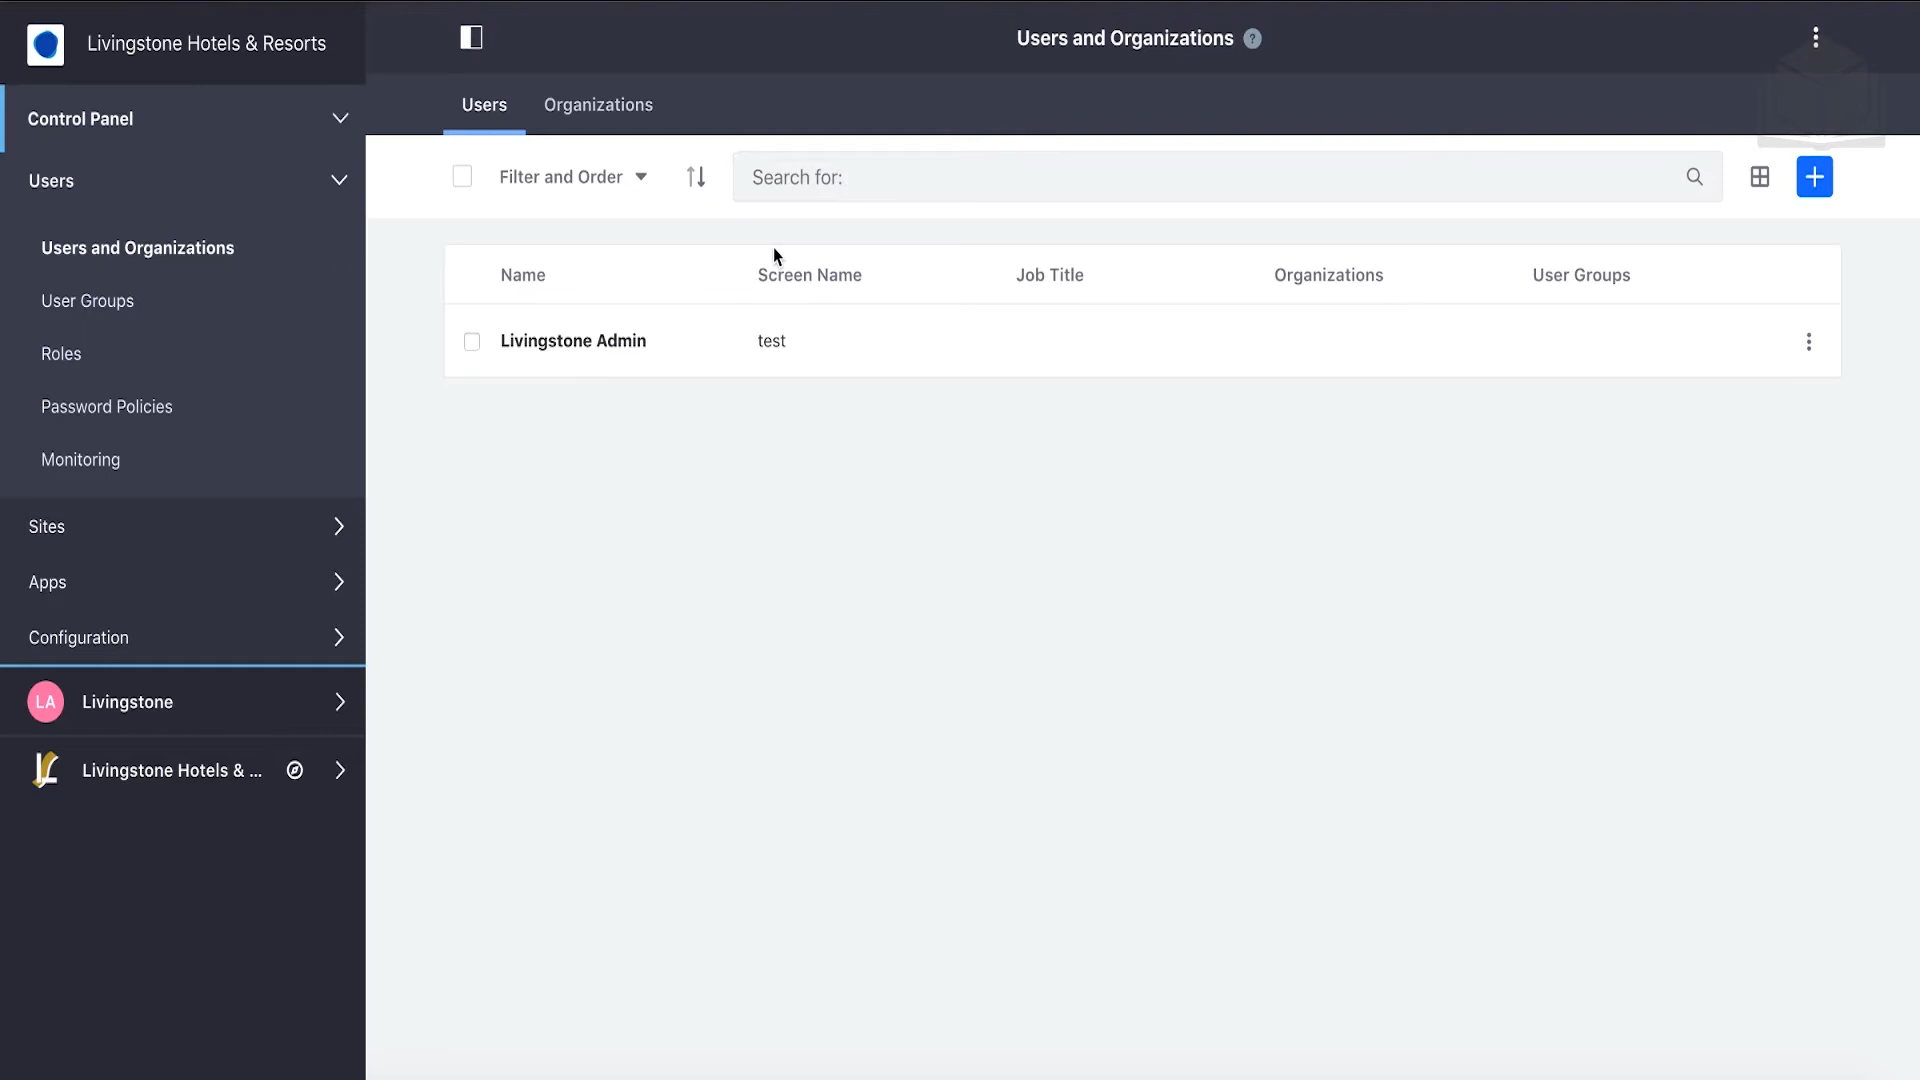 Livingstone Hotels & Resorts
Users and Organizations ?
Control Panel
Users Organizations
Users
Filter and Order
Search for:
Users and Organizations
User Groups
Roles
Password Policies
Monitoring
Name Screen Name Job Title Organizations User Groups
Livingstone Admin test
Sites
Apps
Configuration
LA Livingstone
Livingstone Hotels & ...